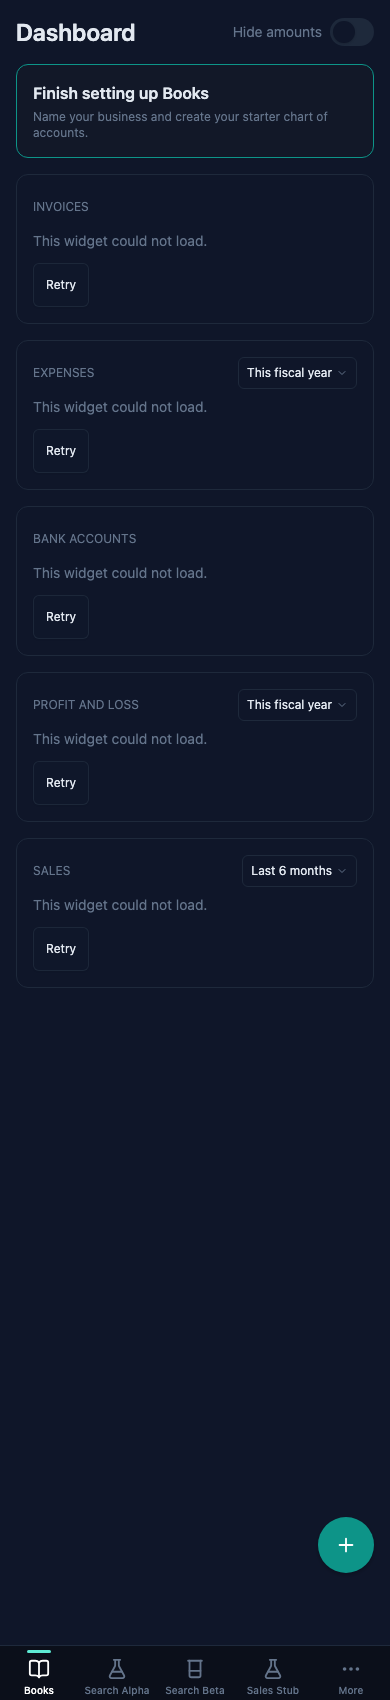 Dashboard
Hide amounts
Finish setting up Books
Name your business and create your starter chart of
accounts.
INVOICES
This widget could not load.
Retry
EXPENSES
This fiscal year
This widget could not load.
Retry
BANK ACCOUNTS
This widget could not load.
Retry
PROFIT AND LOSS
This fiscal year
This widget could not load.
Retry
SALES
Last 6 months
This widget could not load.
Retry
Books
Search Alpha
Search Beta
Sales Stub
More